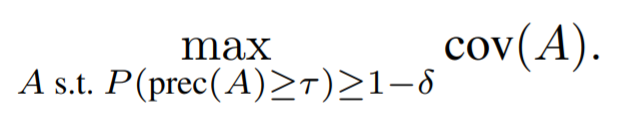 max cov(A).
A s.t. P(prec(A)≥τ)≥1−δ